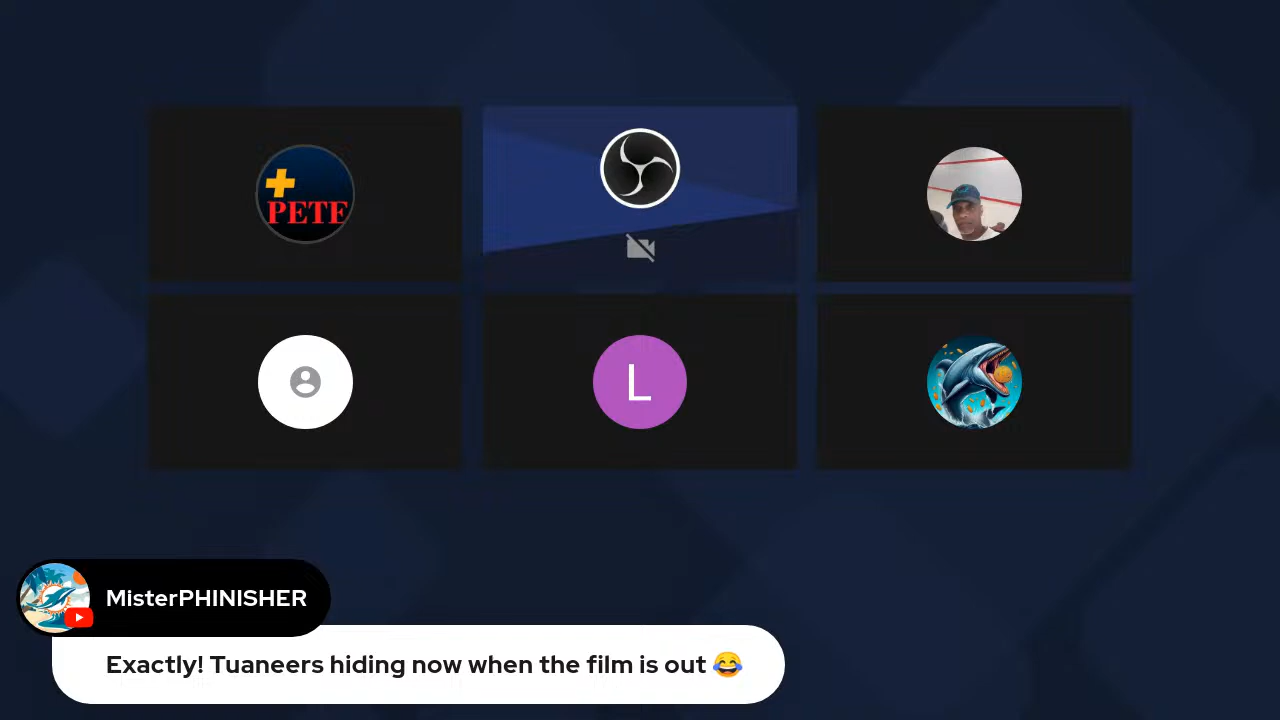 PETE
L
MisterPHINISHER
Exactly! Tuaneers hiding now when the film is out 😂